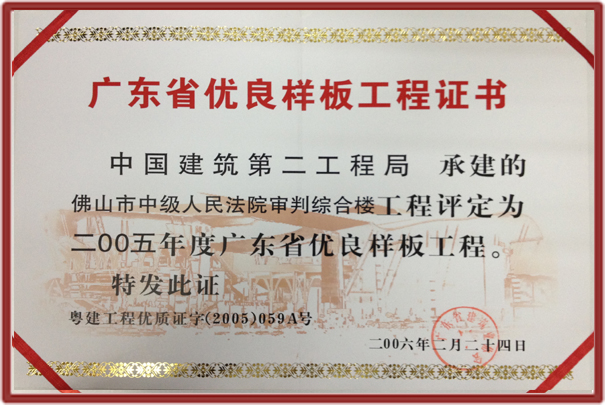 广东省优良样板工程证书
中国建筑第二工程局 承建的
佛山市中级人民法院审判综合楼工程评定为
二00五年度广东省优良样板工程。
特发此证
粤建工程优质证字(2005)059A号
二00六年二月二十四日